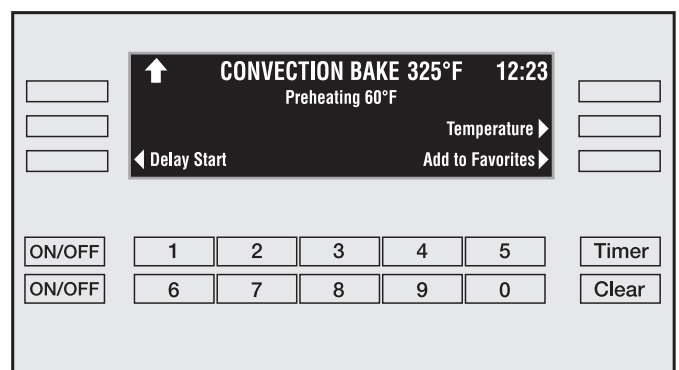 CONVECTION BAKE 325°F 12:23
Preheating 60°F
Temperature
Delay Start Add to Favorites
ON/OFF 1 2 3 4 5 Timer
ON/OFF 6 7 8 9 0 Clear